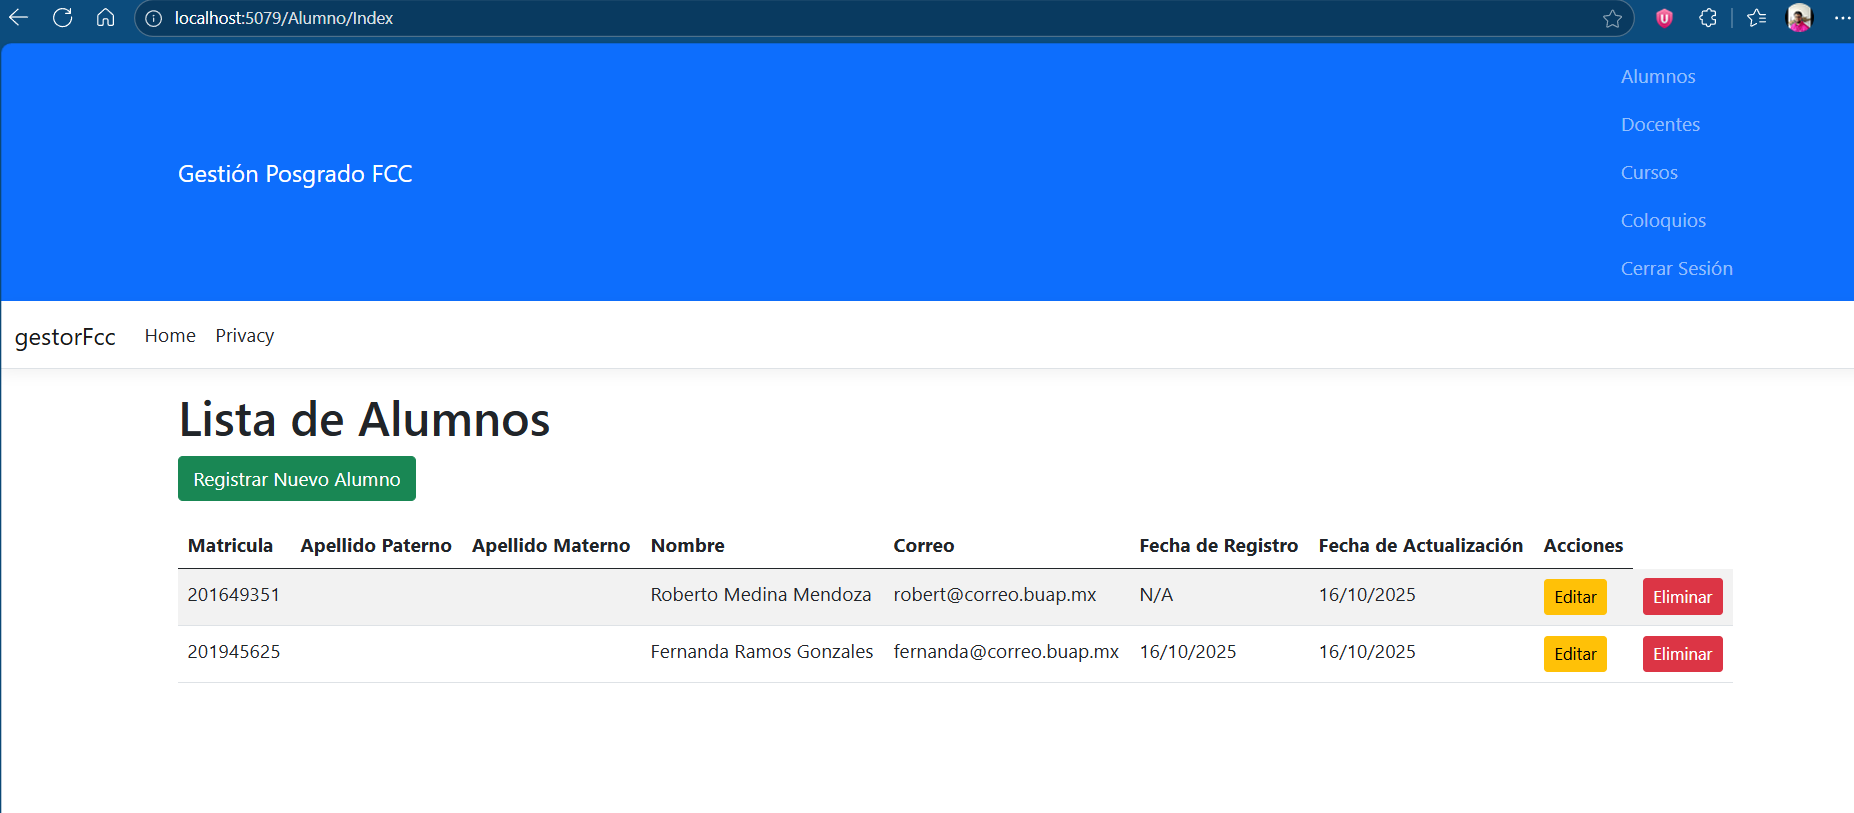 localhost:5079/Alumno/Index
Alumnos
Docentes
Gestión Posgrado FCC
Cursos
Coloquios
Cerrar Sesión
gestorFcc Home Privacy
Lista de Alumnos
Registrar Nuevo Alumno
Matricula Apellido Paterno Apellido Materno Nombre Correo Fecha de Registro Fecha de Actualización Acciones
201649351 Roberto Medina Mendoza robert@correo.buap.mx N/A 16/10/2025 Editar Eliminar
201945625 Fernanda Ramos Gonzales fernanda@correo.buap.mx 16/10/2025 16/10/2025 Editar Eliminar